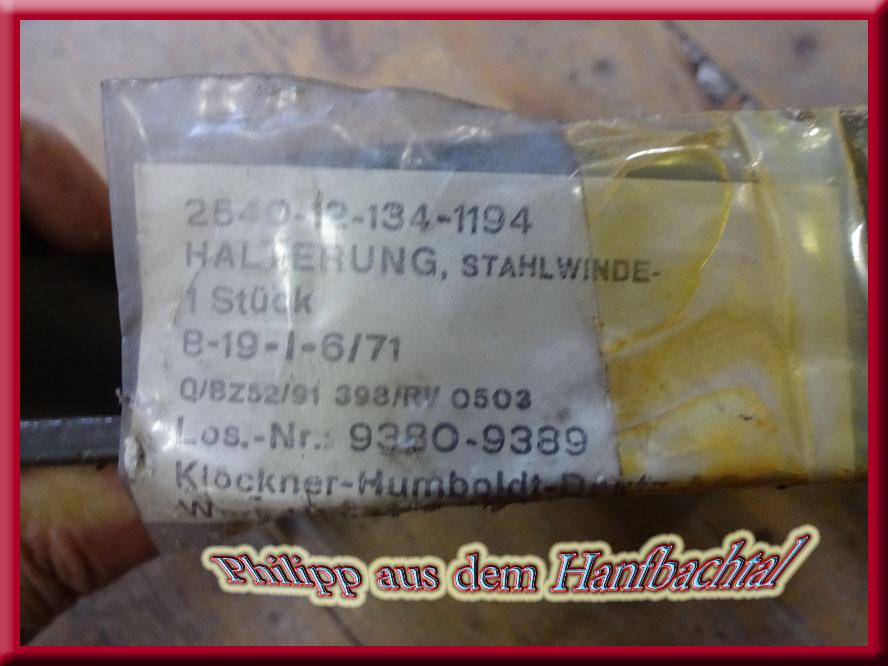 2540-12-134-1194
HALTERUNG, STAHLWINDE-
1 Stück
B-19-I-6/71
Q/BZ52/91 398/RV 0503
Los.-Nr.: 9380-9389
Klöckner-Humboldt-Deutz
Philipp aus dem Hanfbachtal